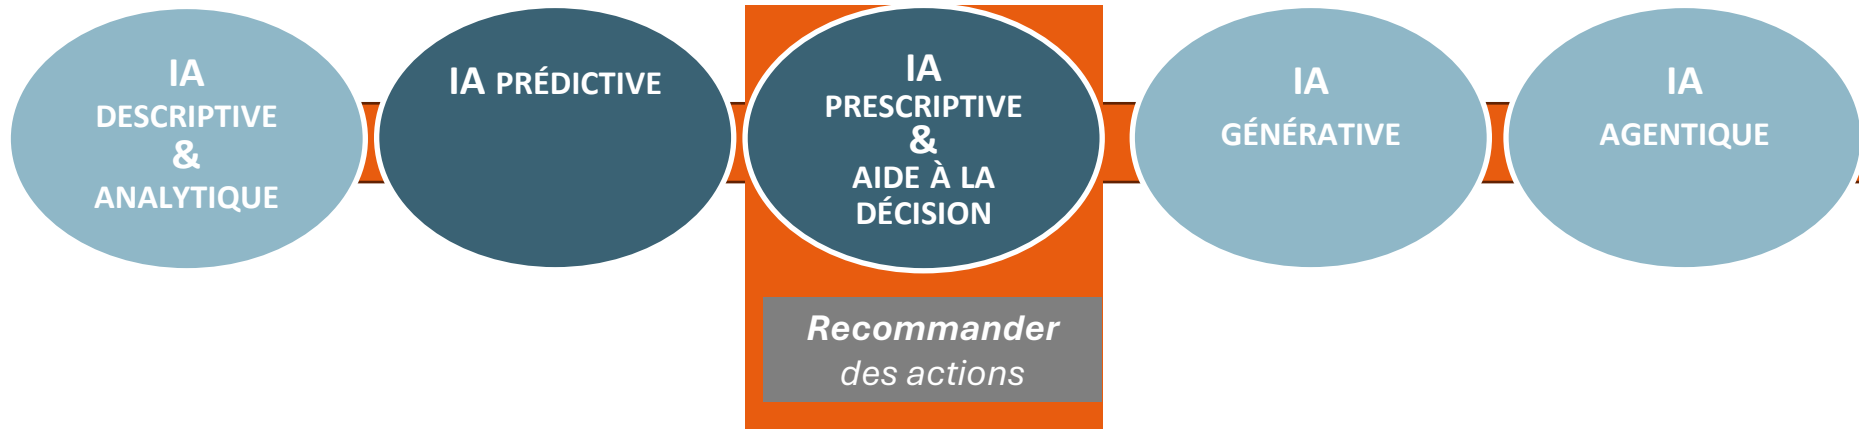 IA
DESCRIPTIVE
&
ANALYTIQUE
IA PRÉDICTIVE
IA
PRESCRIPTIVE
&
AIDE À LA
DÉCISION
IA
GÉNÉRATIVE
IA
AGENTIQUE
Recommander
des actions